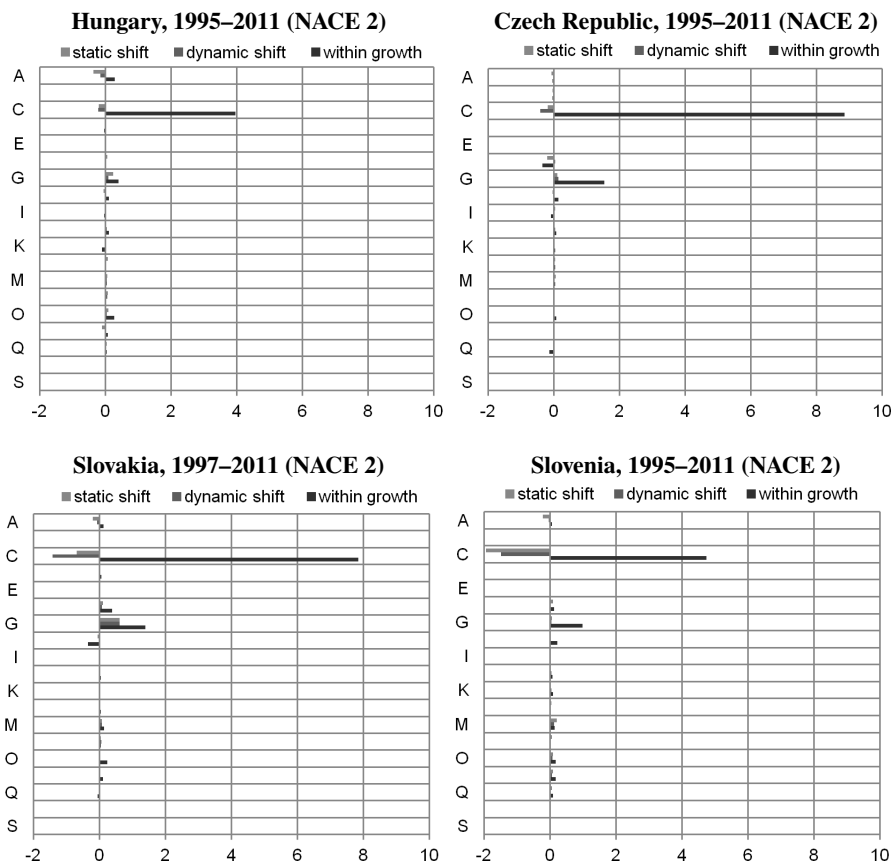 Hungary, 1995–2011 (NACE 2)
static shift dynamic shift within growth
A
C
E
G
I
K
M
O
Q
S
-2 0 2 4 6 8 10
Czech Republic, 1995–2011 (NACE 2)
static shift dynamic shift within growth
A
C
E
G
I
K
M
O
Q
S
-2 0 2 4 6 8 10
Slovakia, 1997–2011 (NACE 2)
static shift dynamic shift within growth
A
C
E
G
I
K
M
O
Q
S
-2 0 2 4 6 8 10
Slovenia, 1995–2011 (NACE 2)
static shift dynamic shift within growth
A
C
E
G
I
K
M
O
Q
S
-2 0 2 4 6 8 10